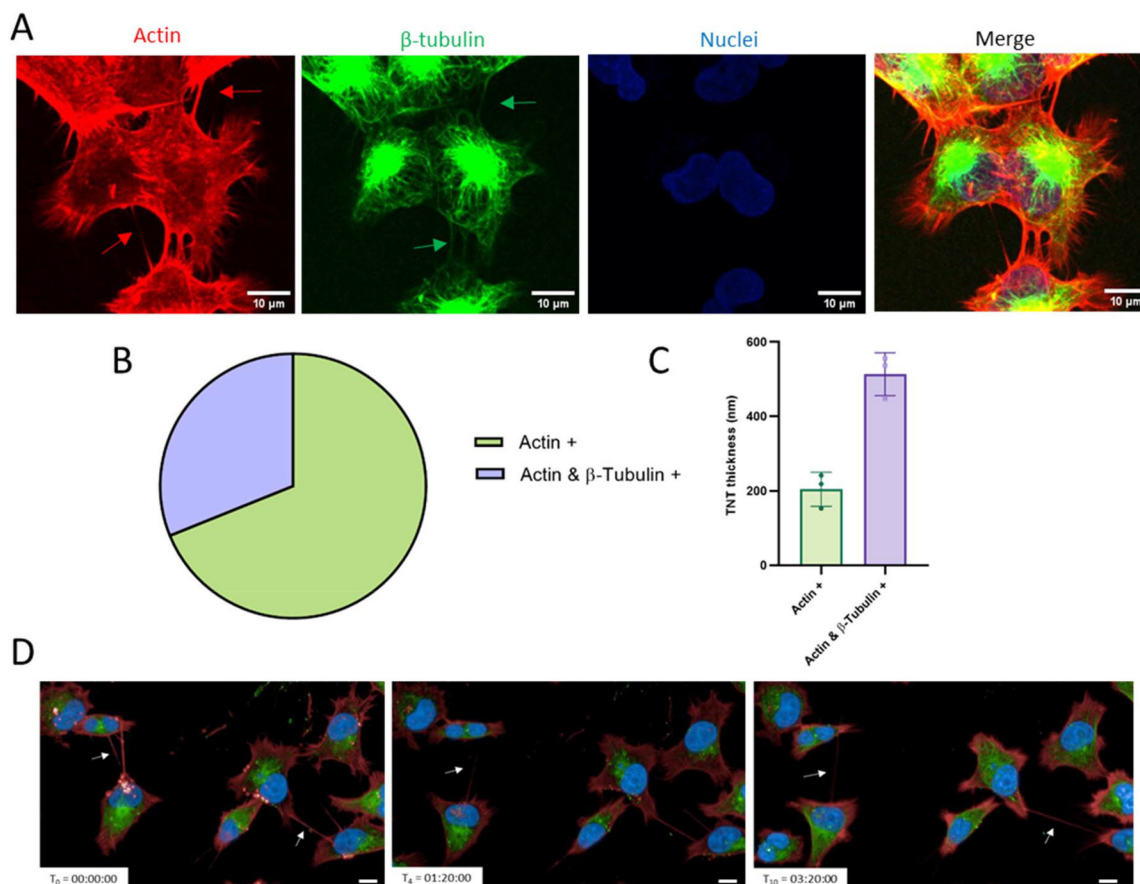 A
Actin
β-tubulin
Nuclei
Merge
10 µm
10 µm
10 µm
10 µm
B
Actin +
Actin & β-Tubulin +
C
TNT thickness (nm)
600
400
200
0
Actin +
Actin & β-Tubulin +
D
T0 = 00:00:00
T4 = 01:20:00
T10 = 03:20:00